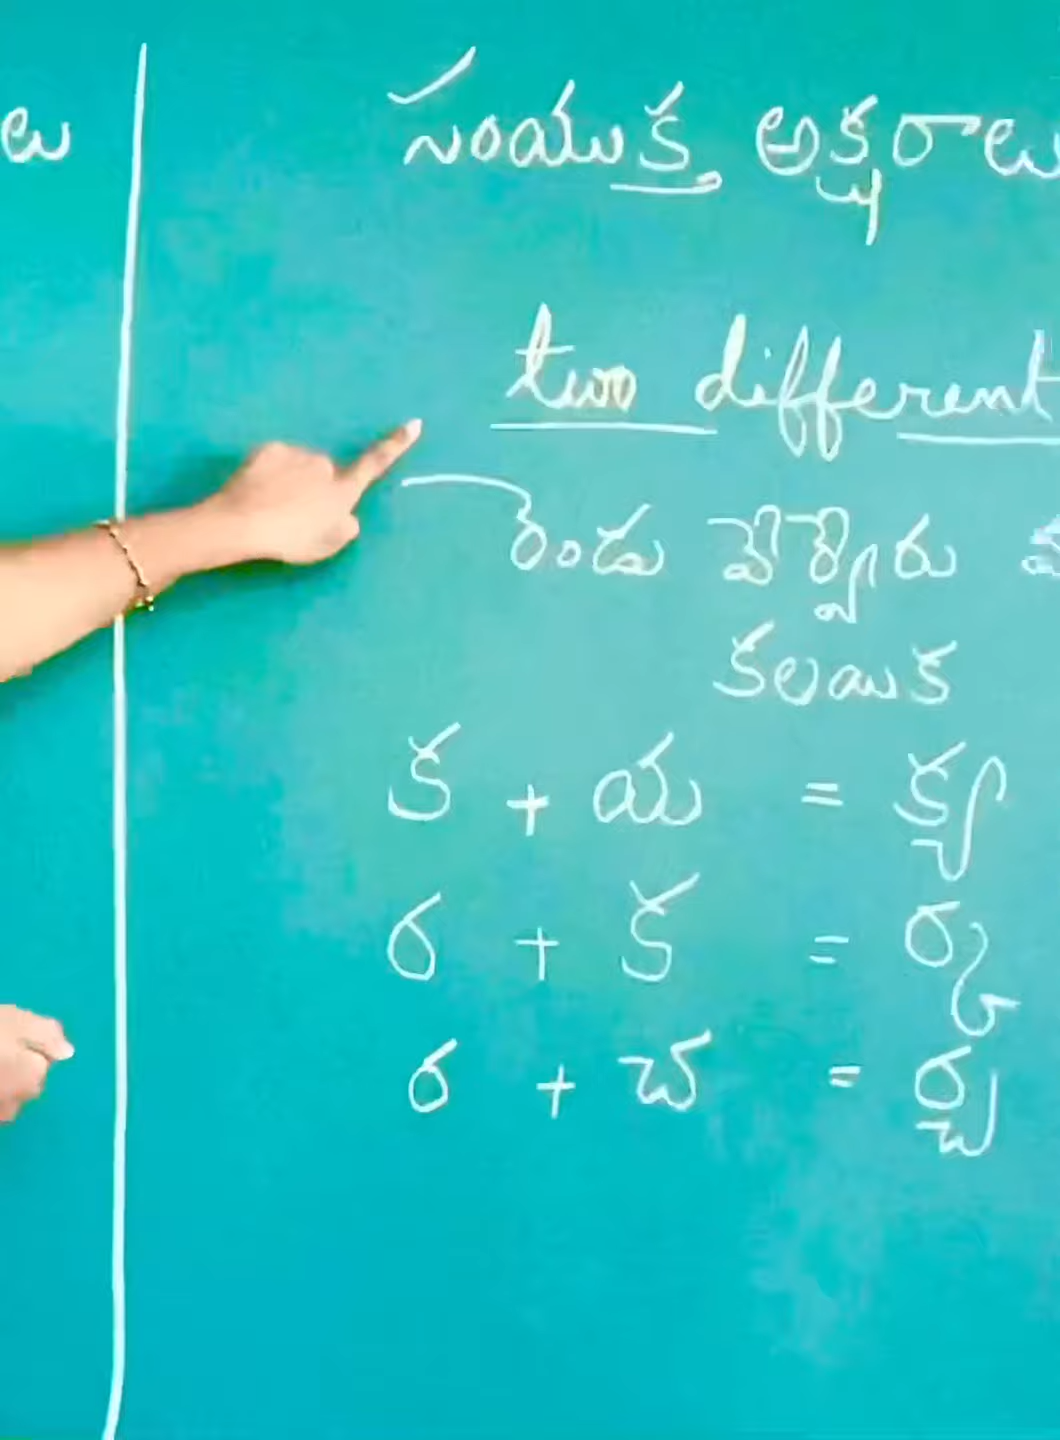 లు
సంయుక్త అక్షరాలు
two different
రెండు వేర్వేరు
కలయిక
క + య = క్య
ర + క = ర్క
ర + చ = ర్చ